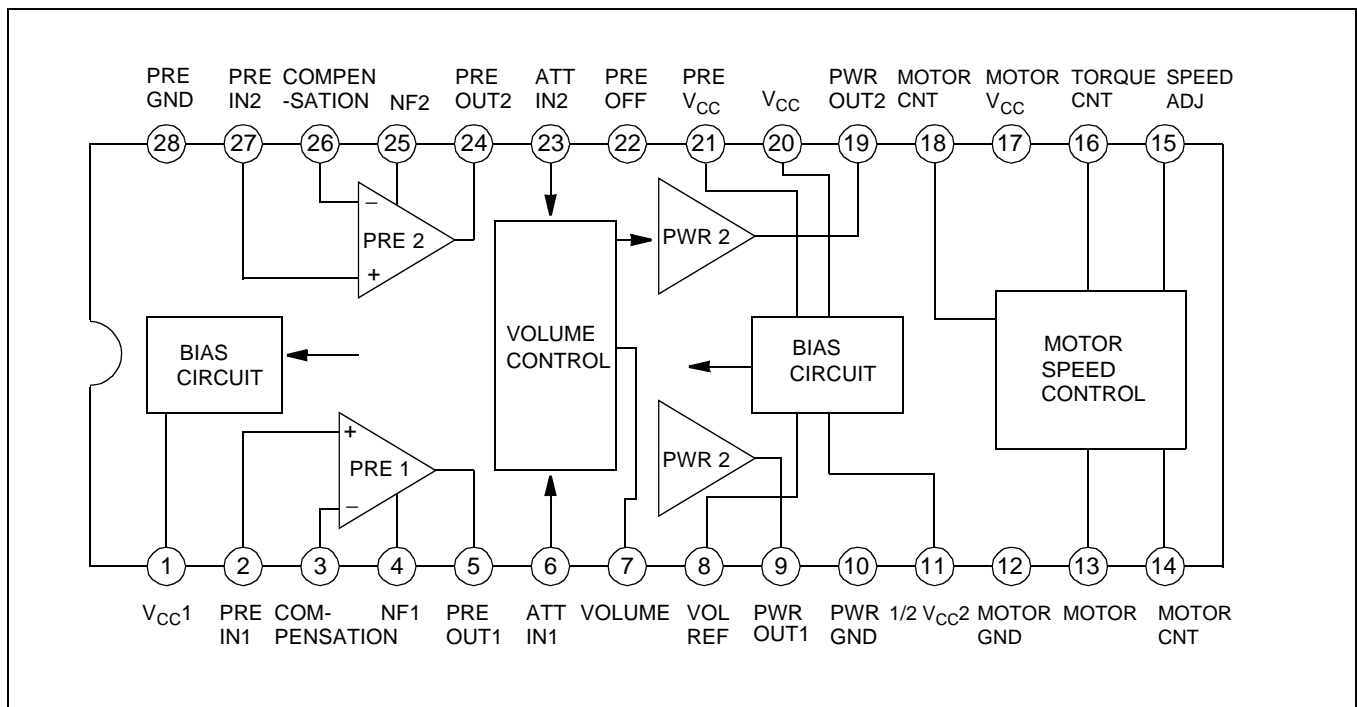 PRE GND
PRE IN2
COMPEN -SATION
NF2
PRE OUT2
ATT IN2
PRE OFF
PRE VCC
VCC
PWR OUT2
MOTOR CNT
MOTOR VCC
TORQUE CNT
SPEED ADJ
28 27 26 25 24 23 22 21 20 19 18 17 16 15
−
PRE 2
+
PWR 2
BIAS
CIRCUIT
VOLUME
CONTROL
BIAS
CIRCUIT
MOTOR
SPEED
CONTROL
+
PRE 1
−
PWR 2
1 2 3 4 5 6 7 8 9 10 11 12 13 14
VCC1
PRE IN1
COM- PENSATION
NF1
PRE OUT1
ATT IN1
VOLUME
VOL REF
PWR OUT1
PWR GND
1/2 VCC2
MOTOR GND
MOTOR
MOTOR CNT